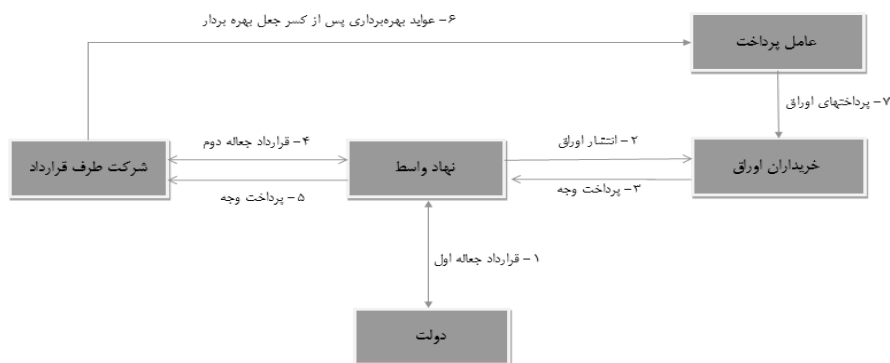 ۶- عواید بهره‌برداری پس از کسر جعل بهره بردار
عامل پرداخت
۷- پرداختهای اوراق
۴- قرارداد جعاله دوم
۲- انتشار اوراق
شرکت طرف قرارداد
نهاد واسط
خریداران اوراق
۵- پرداخت وجه
۳- پرداخت وجه
۱- قرارداد جعاله اول
دولت